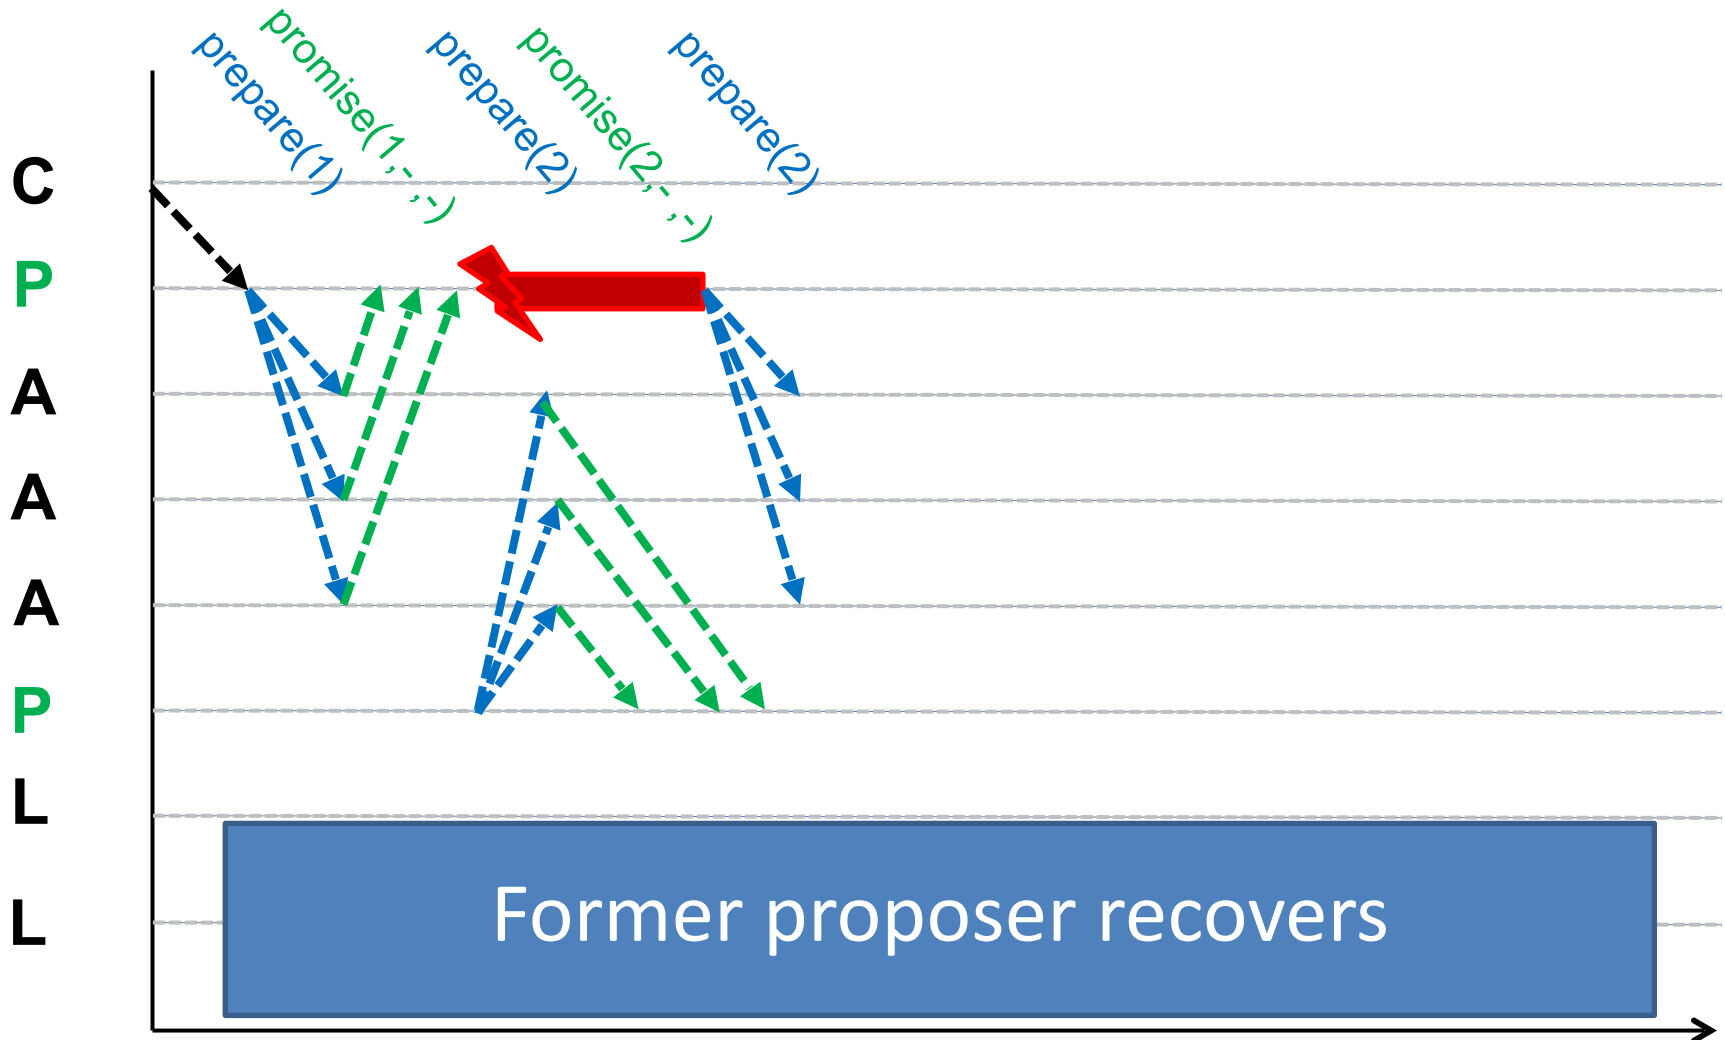 prepare(1)
promise(1,-,-)
prepare(2)
promise(2,-,-)
prepare(2)
C
P
A
A
A
P
L
L
Former proposer recovers